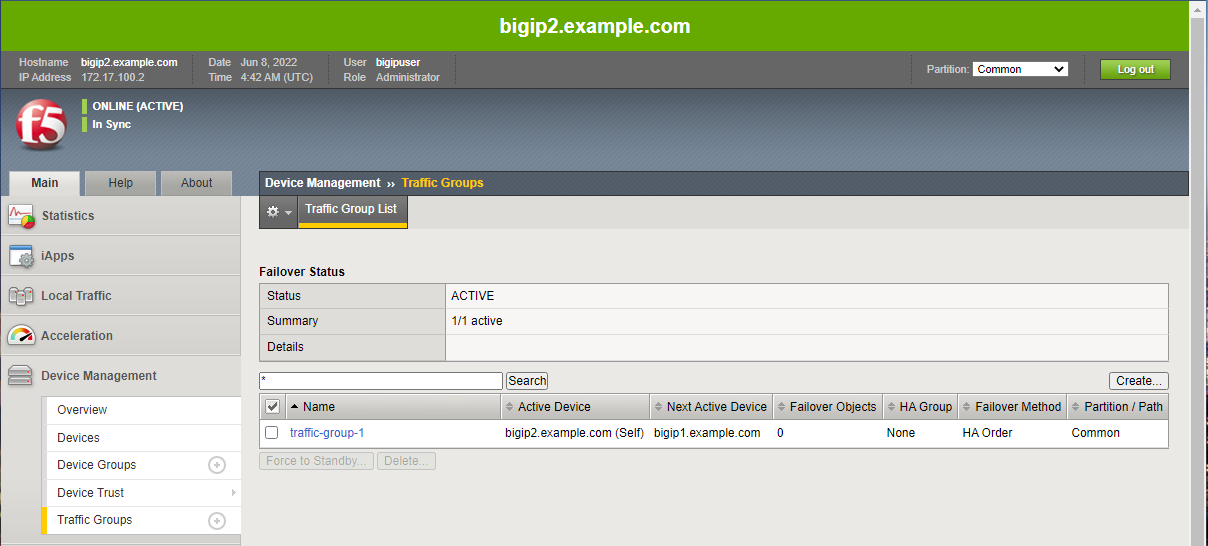 bigip2.example.com
Hostname bigip2.example.com Date Jun 8, 2022 User bigipuser
IP Address 172.17.100.2 Time 4:42 AM (UTC) Role Administrator
Partition: Common Log out
f5
ONLINE (ACTIVE)
In Sync
Main Help About
Device Management ›› Traffic Groups
Traffic Group List
Statistics
iApps
Local Traffic
Acceleration
Device Management
Overview
Devices
Device Groups
Device Trust
Traffic Groups
Failover Status
Status ACTIVE
Summary 1/1 active
Details
* Search Create...
Name Active Device Next Active Device Failover Objects HA Group Failover Method Partition / Path
traffic-group-1 bigip2.example.com (Self) bigip1.example.com 0 None HA Order Common
Force to Standby... Delete...